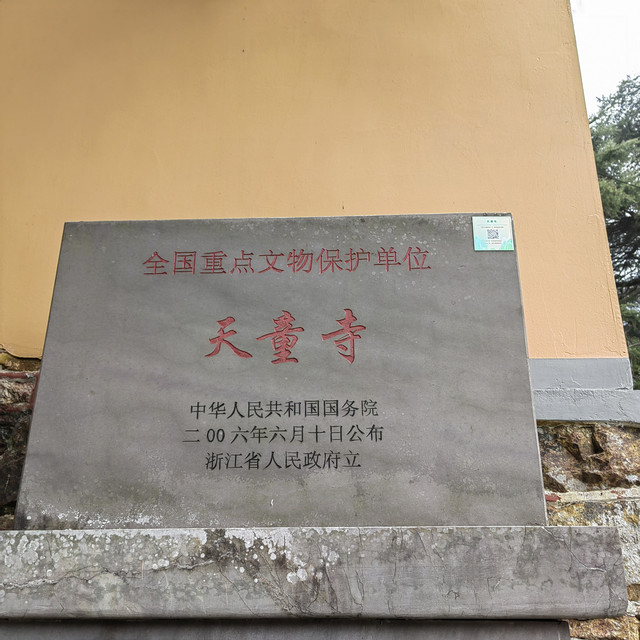 全国重点文物保护单位
天童寺
中华人民共和国国务院
二00六年六月十日公布
浙江省人民政府立